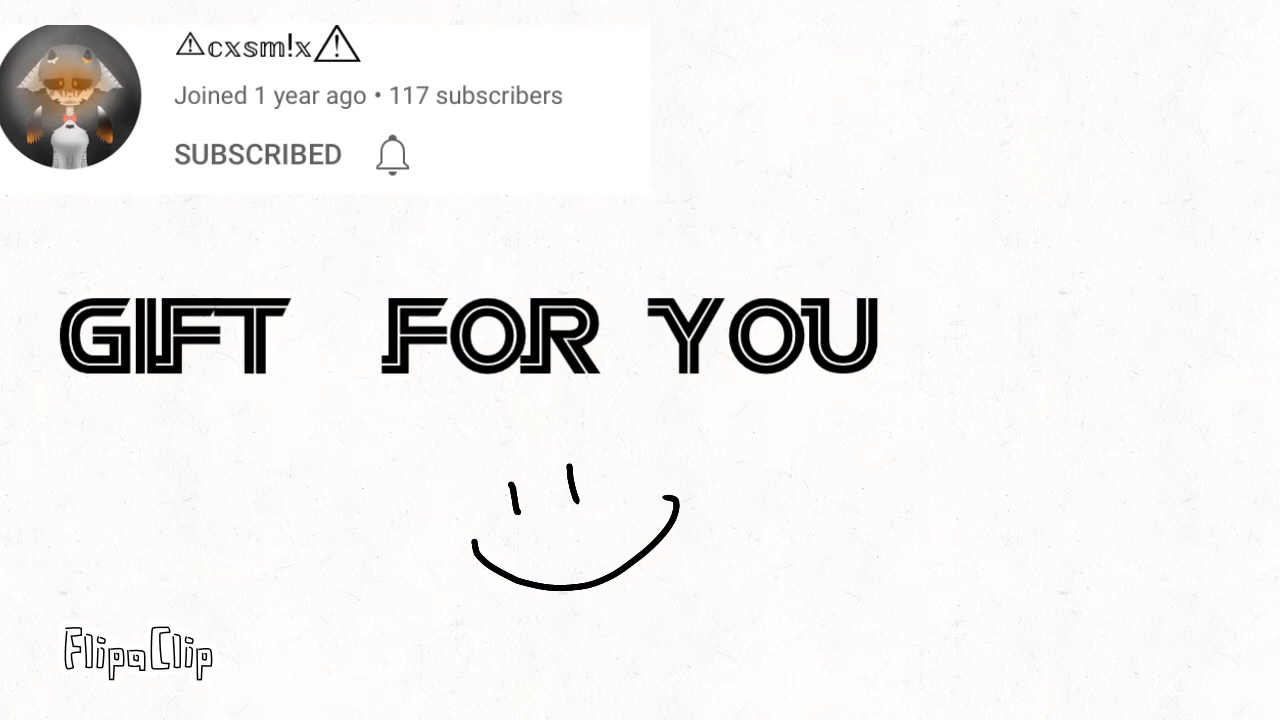 ⚠𝕔𝕩𝕤𝕞!𝕩⚠
Joined 1 year ago • 117 subscribers
SUBSCRIBED
GIFT FOR YOU
FlipaClip